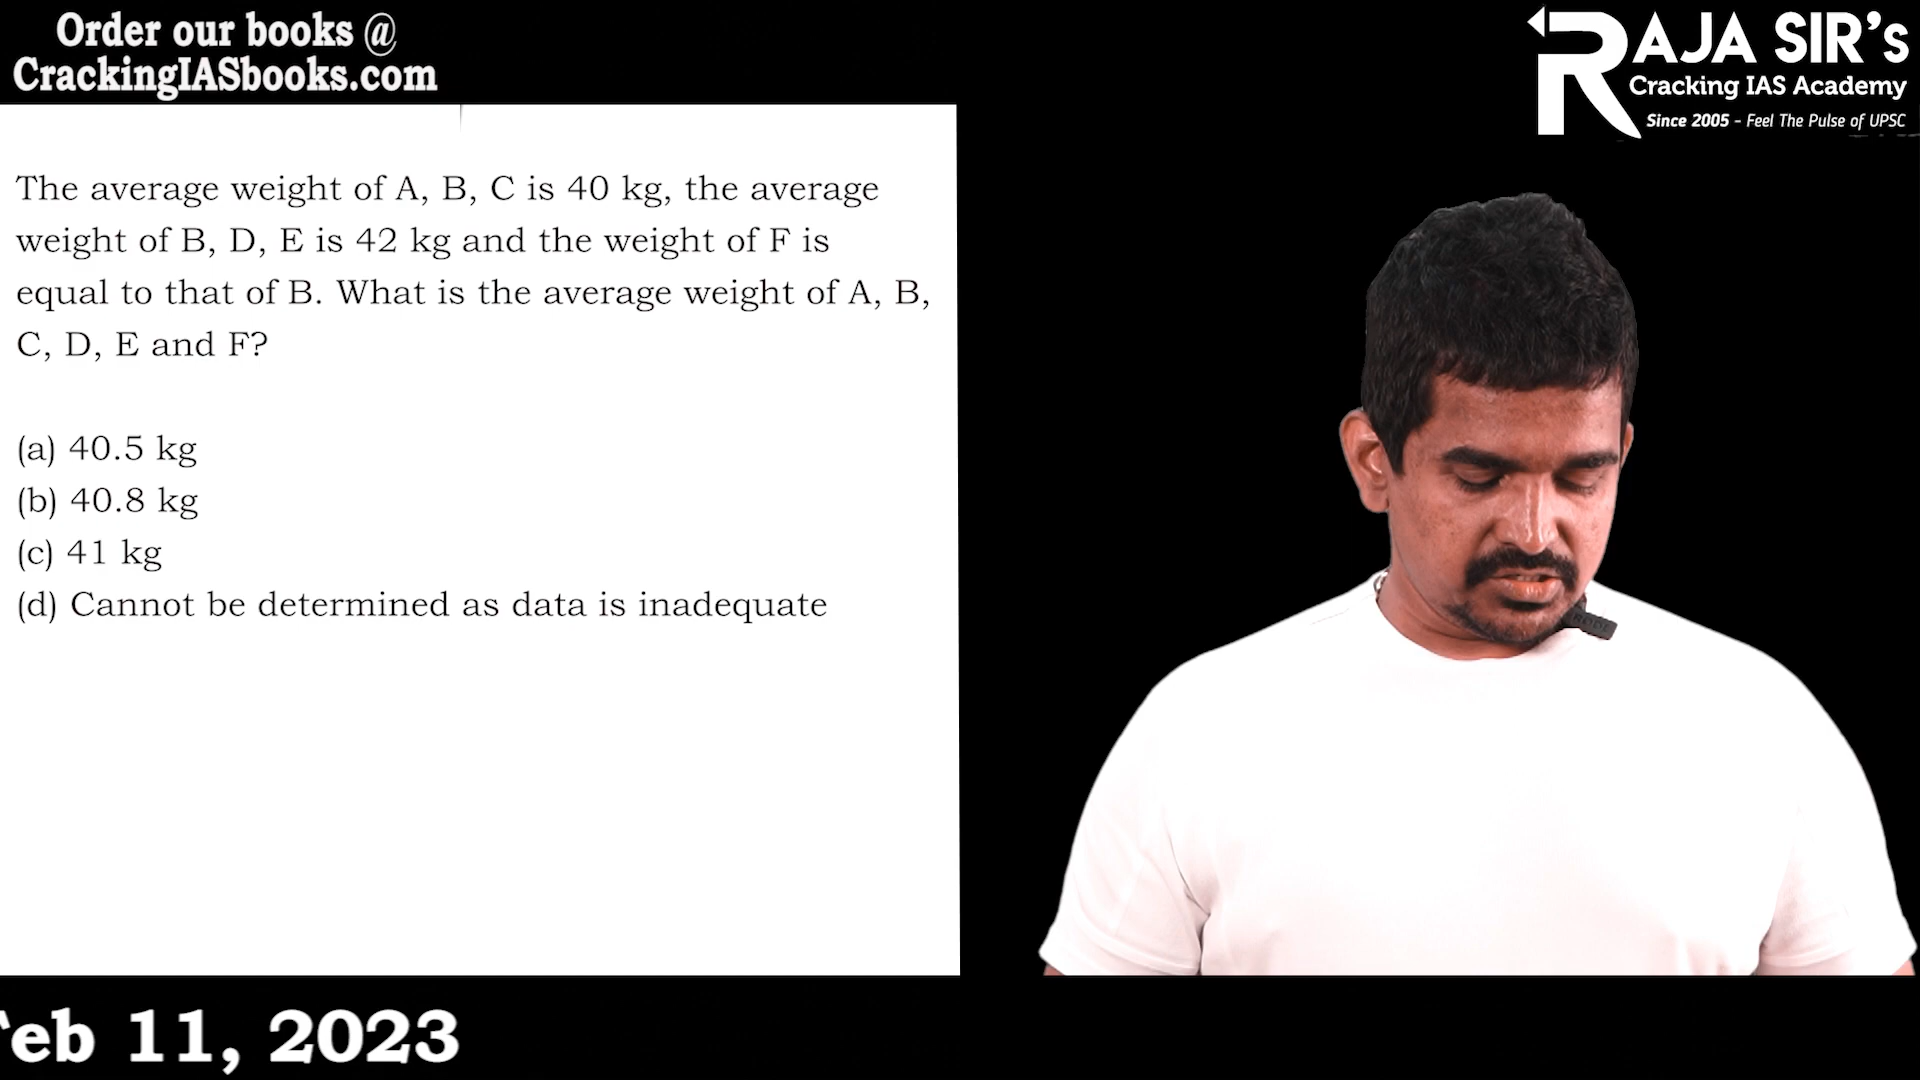 Order our books @
CrackingIASbooks.com
RAJA SIR's
Cracking IAS Academy
Since 2005 - Feel The Pulse of UPSC
The average weight of A, B, C is 40 kg, the average
weight of B, D, E is 42 kg and the weight of F is
equal to that of B. What is the average weight of A, B,
C, D, E and F?
(a) 40.5 kg
(b) 40.8 kg
(c) 41 kg
(d) Cannot be determined as data is inadequate
Feb 11, 2023